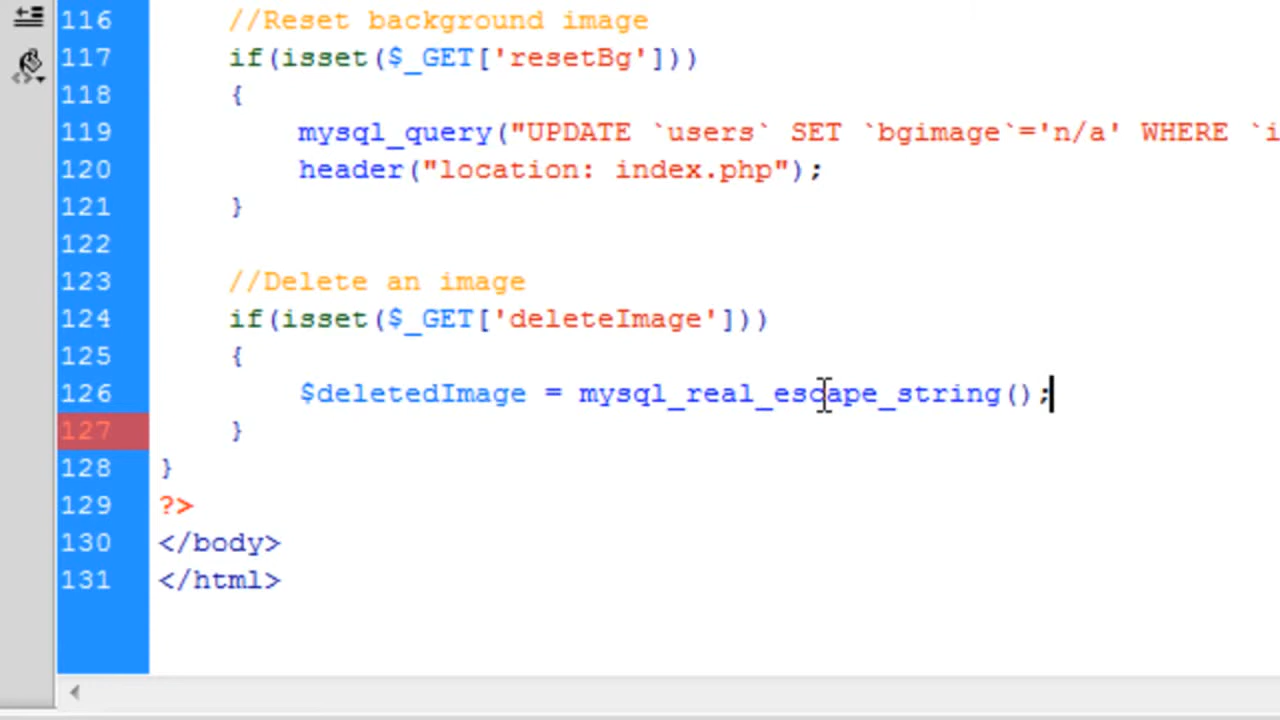 116 //Reset background image
117 if(isset($_GET['resetBg']))
118 {
119 mysql_query("UPDATE `users` SET `bgimage`='n/a' WHERE `i
120 header("location: index.php");
121 }
122
123 //Delete an image
124 if(isset($_GET['deleteImage']))
125 {
126 $deletedImage = mysql_real_escape_string();
127 }
128 }
129 ?>
130 </body>
131 </html>